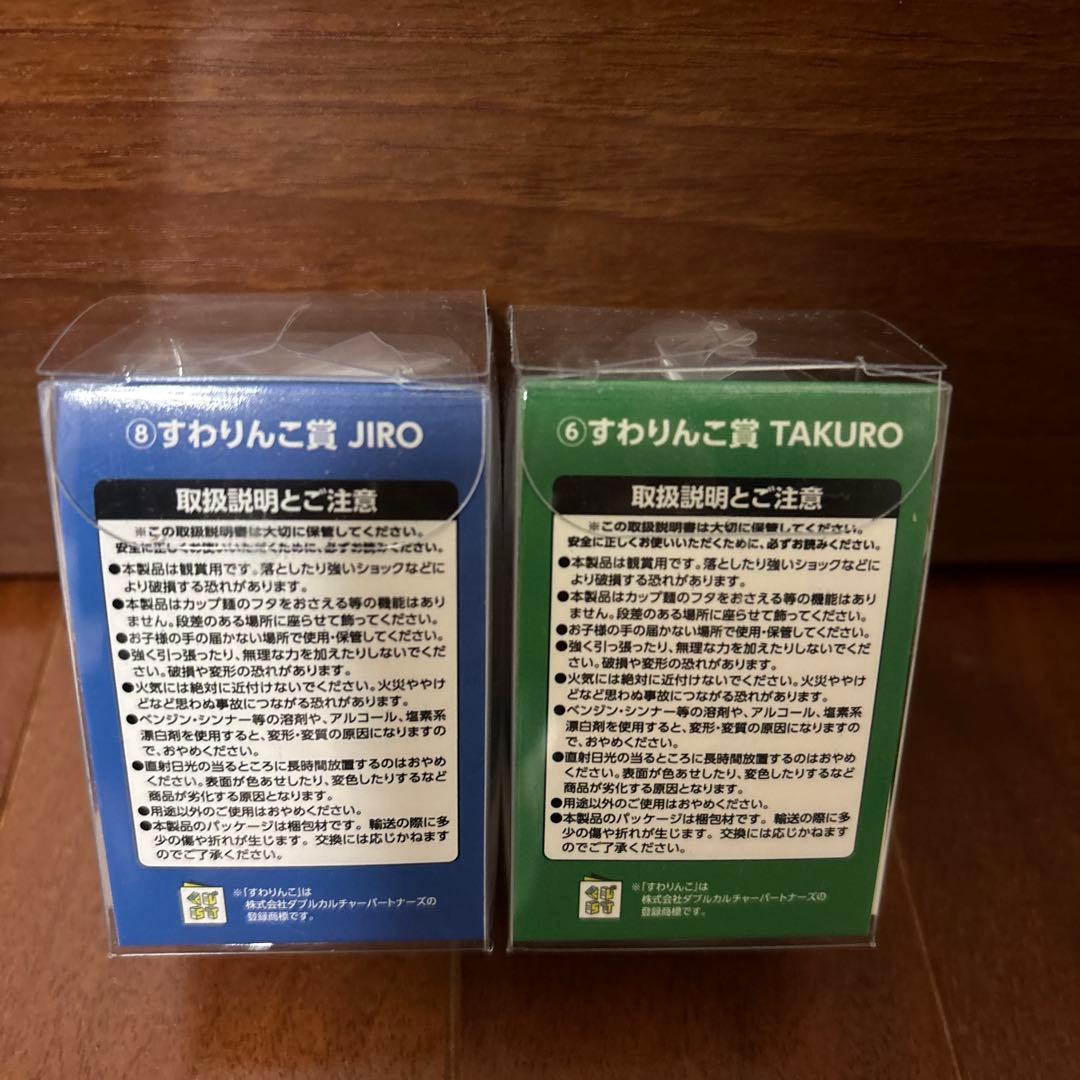 ⑧すわりんこ賞 JIRO
取扱説明とご注意
※この取扱説明書は大切に保管してください。
安全に正しくお使いいただくために、必ずお読みください。
●本製品は観賞用です。落としたり強いショックなどに
より破損する恐れがあります。
●本製品はカップ麺のフタをおさえる等の機能はあり
ません。段差のある場所に座らせて飾ってください。
●お子様の手の届かない場所で使用・保管してください。
●強く引っ張ったり、無理な力を加えたりしないでくだ
さい。破損や変形の恐れがあります。
●火気には絶対に近付けないでください。火災ややけ
どなど思わぬ事故につながる恐れがあります。
●ベンジン・シンナー等の溶剤や、アルコール、塩素系
漂白剤を使用すると、変形・変質の原因になりますの
で、おやめください。
●直射日光の当るところに長時間放置するのはおやめ
ください。表面が色あせしたり、変色したりするなど
商品が劣化する原因となります。
●用途以外のご使用はおやめください。
●本製品のパッケージは梱包材です。輸送の際に多
少の傷や折れが生じます。交換には応じかねます
のでご了承ください。
※「すわりんこ」は
株式会社ダブルカルチャーパートナーズの
登録商標です。
⑥すわりんこ賞 TAKURO
取扱説明とご注意
※この取扱説明書は大切に保管してください。
安全に正しくお使いいただくために、必ずお読みください。
●本製品は観賞用です。落としたり強いショックなどに
より破損する恐れがあります。
●本製品はカップ麺のフタをおさえる等の機能はあり
ません。段差のある場所に座らせて飾ってください。
●お子様の手の届かない場所で使用・保管してください。
●強く引っ張ったり、無理な力を加えたりしないでくだ
さい。破損や変形の恐れがあります。
●火気には絶対に近付けないでください。火災ややけ
どなど思わぬ事故につながる恐れがあります。
●ベンジン・シンナー等の溶剤や、アルコール、塩素系
漂白剤を使用すると、変形・変質の原因になりますの
で、おやめください。
●直射日光の当るところに長時間放置するのはおやめ
ください。表面が色あせしたり、変色したりするなど
商品が劣化する原因となります。
●用途以外のご使用はおやめください。
●本製品のパッケージは梱包材です。輸送の際に多
少の傷や折れが生じます。交換には応じかねます
のでご了承ください。
※「すわりんこ」は
株式会社ダブルカルチャーパートナーズの
登録商標です。